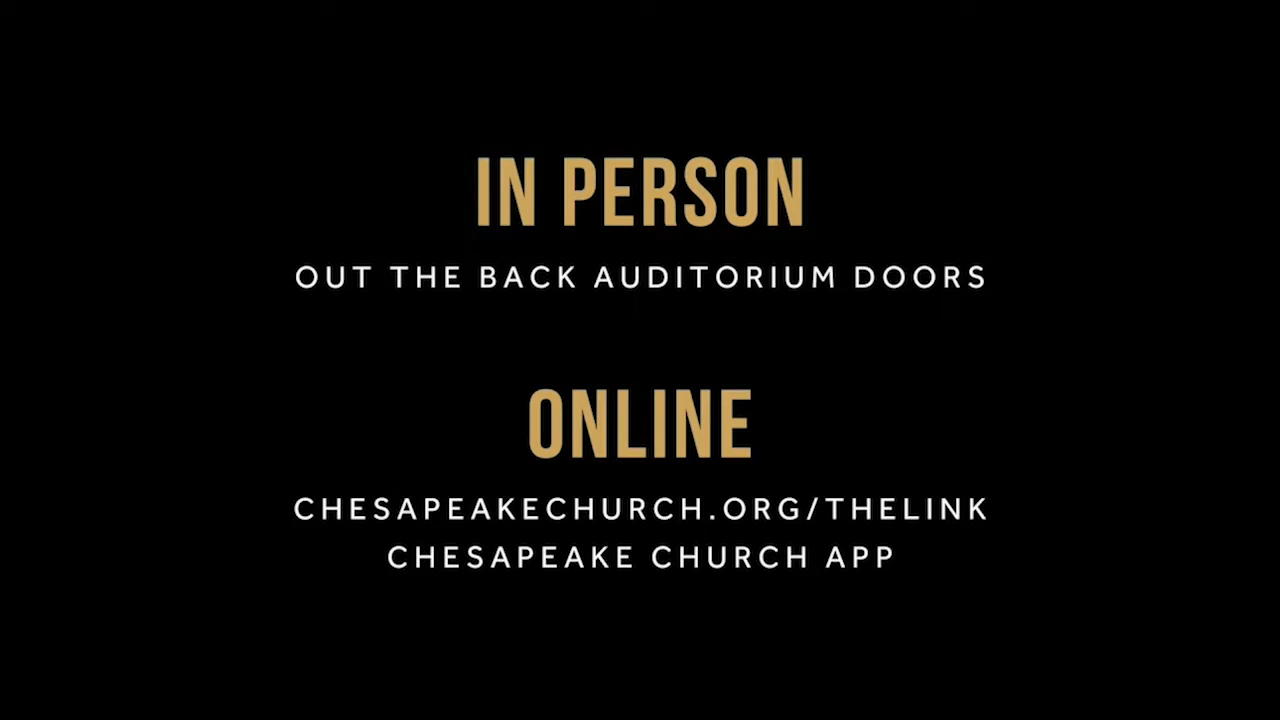 IN PERSON
OUT THE BACK AUDITORIUM DOORS
ONLINE
CHESAPEAKECHURCH.ORG/THELINK
CHESAPEAKE CHURCH APP